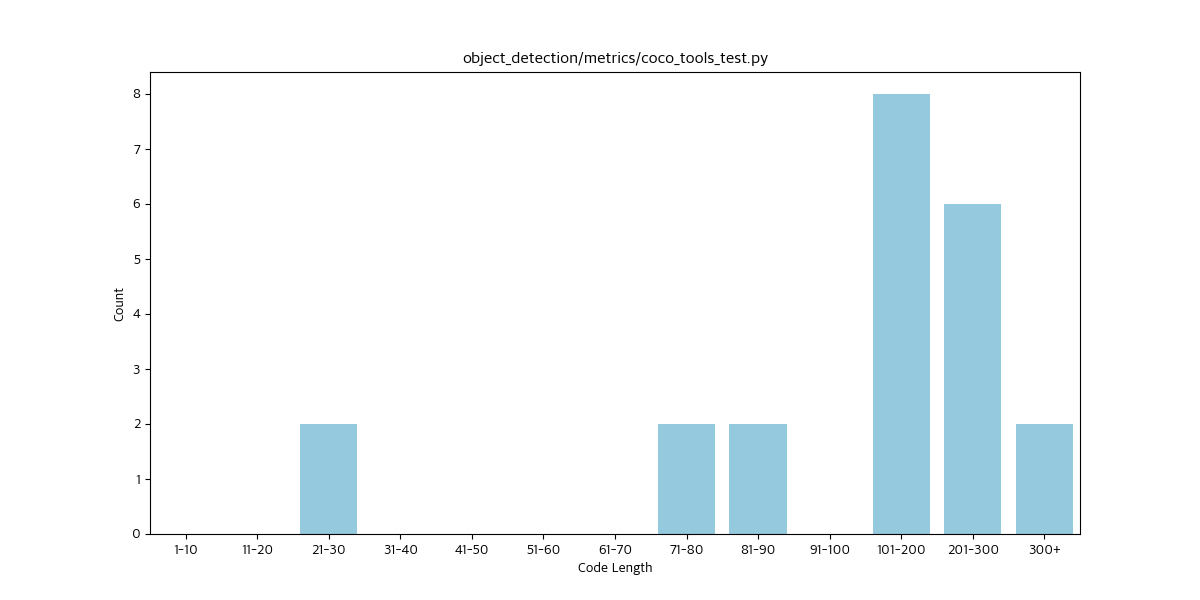 object_detection/metrics/coco_tools_test.py
8
7
6
5
4
3
2
1
0
Count
1-10 11-20 21-30 31-40 41-50 51-60 61-70 71-80 81-90 91-100 101-200 201-300 300+
Code Length